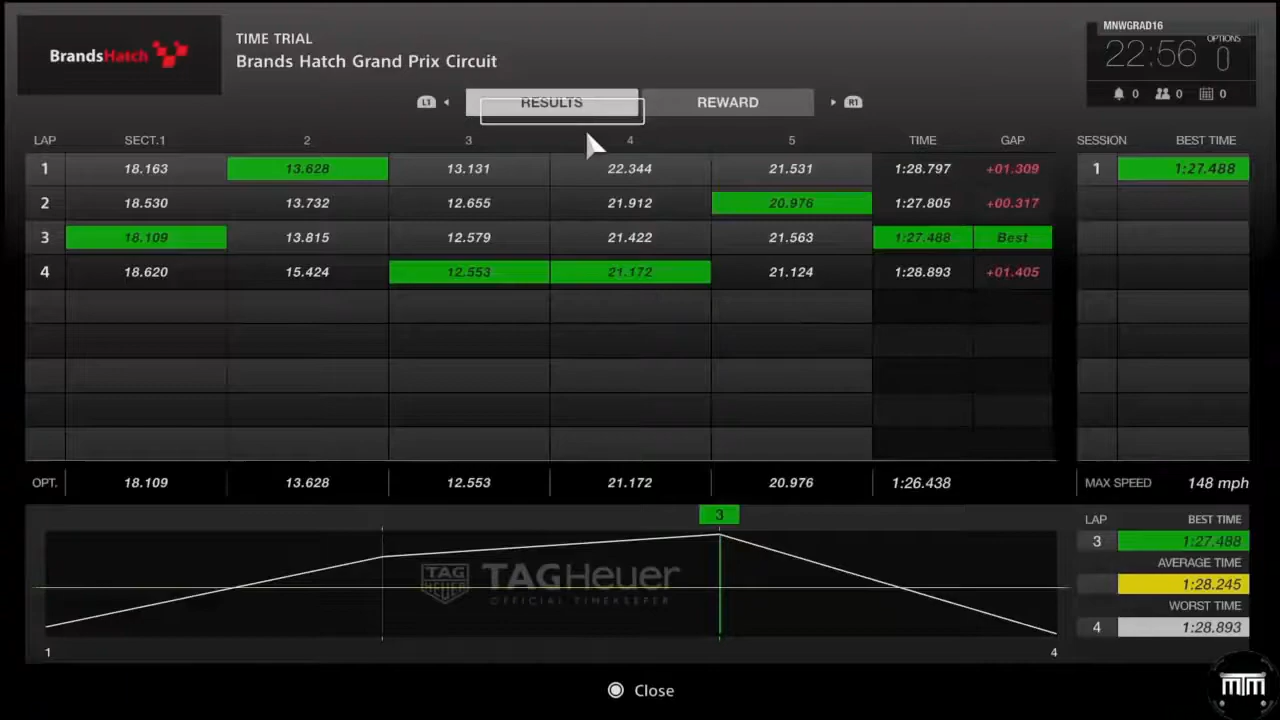 BrandsHatch
TIME TRIAL
Brands Hatch Grand Prix Circuit
MNWGRAD16
22:56
OPTIONS
0 0 0
L1 RESULTS REWARD R1
LAP SECT.1 2 3 4 5 TIME GAP
1 18.163 13.628 13.131 22.344 21.531 1:28.797 +01.309
2 18.530 13.732 12.655 21.912 20.976 1:27.805 +00.317
3 18.109 13.815 12.579 21.422 21.563 1:27.488 Best
4 18.620 15.424 12.553 21.172 21.124 1:28.893 +01.405
OPT. 18.109 13.628 12.553 21.172 20.976 1:26.438
SESSION BEST TIME
1 1:27.488
MAX SPEED 148 mph
3
TAG HEUER
TAGHeuer
OFFICIAL TIMEKEEPER
1 4
LAP BEST TIME
3 1:27.488
AVERAGE TIME
1:28.245
WORST TIME
4 1:28.893
Close
MTM